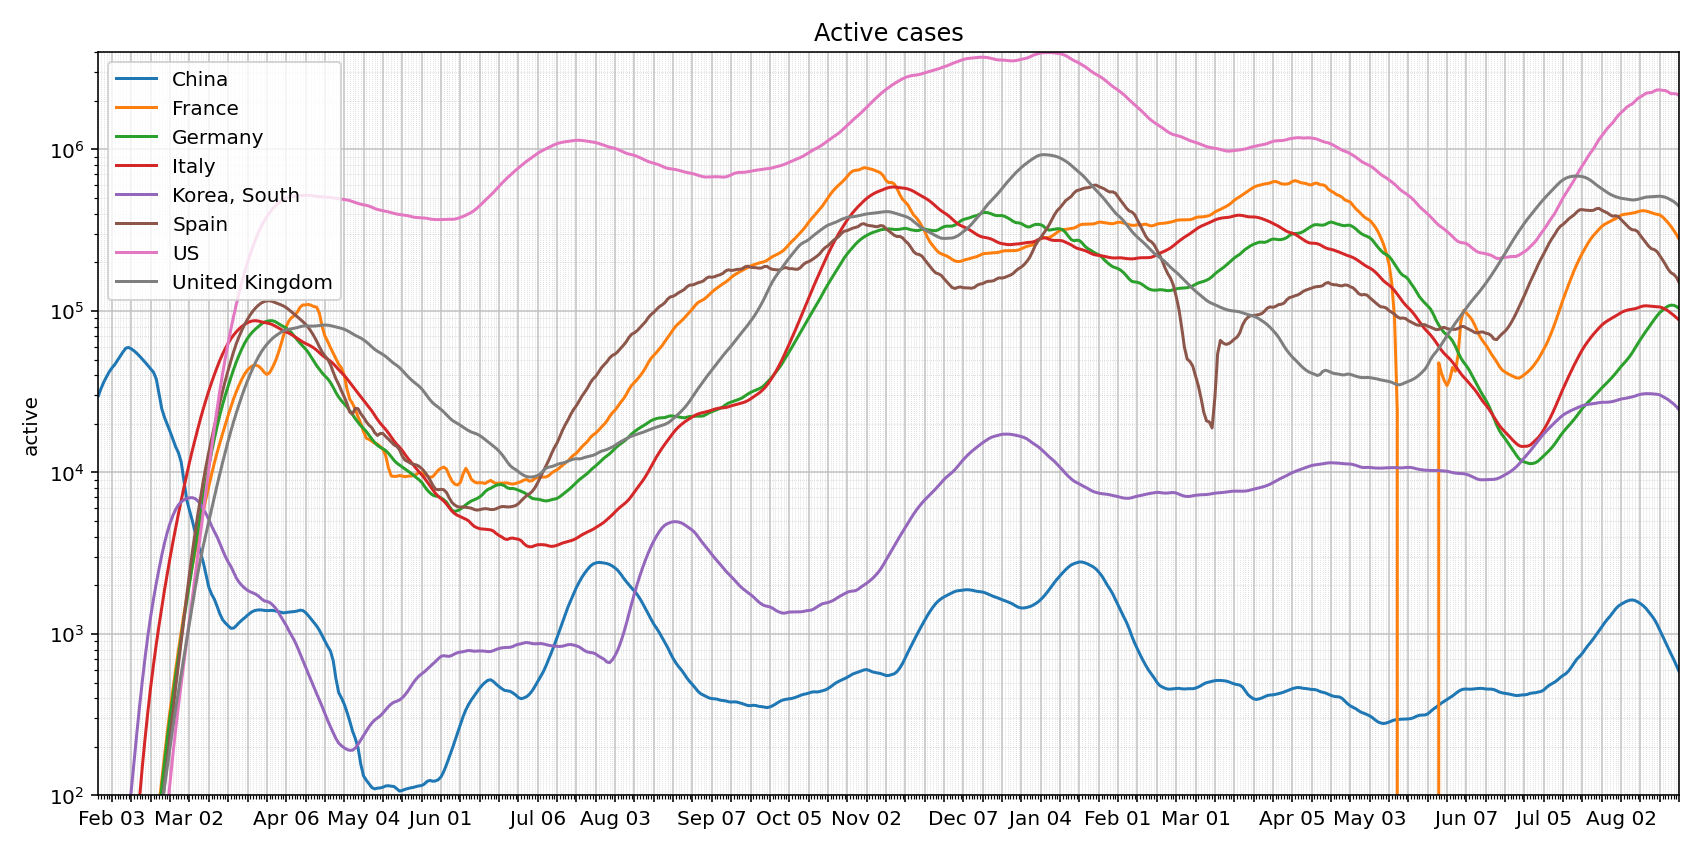 Active cases
China
France
Germany
Italy
Korea, South
Spain
US
United Kingdom
active
10^6
10^5
10^4
10^3
10^2
Feb 03 Mar 02 Apr 06 May 04 Jun 01 Jul 06 Aug 03 Sep 07 Oct 05 Nov 02 Dec 07 Jan 04 Feb 01 Mar 01 Apr 05 May 03 Jun 07 Jul 05 Aug 02